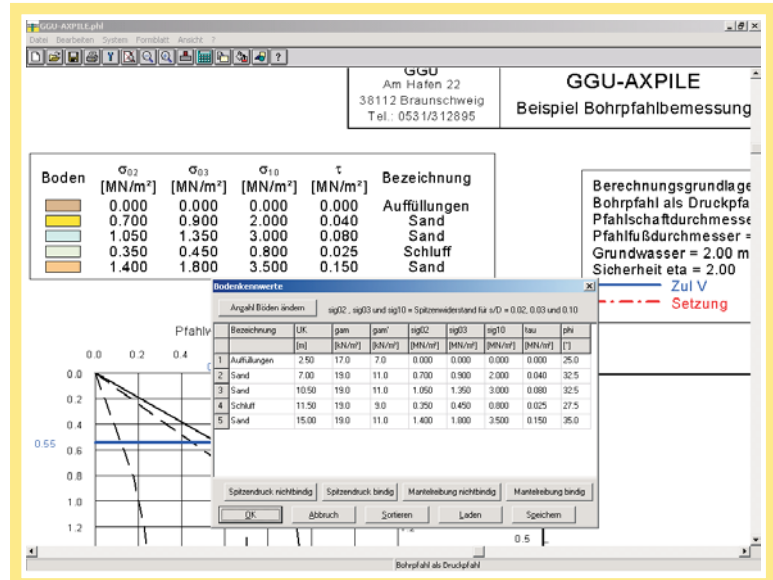 GGU-AXPILE.phl
Datei Bearbeiten System Formblatt Ansicht ?
GGU
Am Hafen 22
38112 Braunschweig
Tel.: 0531/312895
GGU-AXPILE
Beispiel Bohrpfahlbemessung
Boden σ02 σ03 σ10 τ Bezeichnung
[MN/m²] [MN/m²] [MN/m²] [MN/m²]
0.000 0.000 0.000 0.000 Auffüllungen
0.700 0.900 2.000 0.040 Sand
1.050 1.350 3.000 0.080 Sand
0.350 0.450 0.800 0.025 Schluff
1.400 1.800 3.500 0.150 Sand
Berechnungsgrundlage
Bohrpfahl als Druckpfa
Pfahlschaftdurchmesse
Pfahlfußdurchmesser =
Grundwasser = 2.00 m
Sicherheit eta = 2.00
Zul V
Setzung
Bodenkennwerte
Anzahl Böden ändern
sig02 , sig03 und sig10 = Spitzenwiderstand für s/D = 0.02, 0.03 und 0.10
Bezeichnung UK gam gam' sig02 sig03 sig10 tau phi
[m] [kN/m³] [kN/m³] [MN/m²] [MN/m²] [MN/m²] [MN/m²] [°]
1 Auffüllungen 2.50 17.0 7.0 0.000 0.000 0.000 0.000 25.0
2 Sand 7.00 19.0 11.0 0.700 0.900 2.000 0.040 32.5
3 Sand 10.50 19.0 11.0 1.050 1.350 3.000 0.080 32.5
4 Schluff 11.50 19.0 9.0 0.350 0.450 0.800 0.025 27.5
5 Sand 15.00 19.0 11.0 1.400 1.800 3.500 0.150 35.0
Spitzendruck nichtbindig Spitzendruck bindig Mantelreibung nichtbindig Mantelreibung bindig
OK Abbruch Sortieren Laden Speichern
Pfahlw
0.0 0.2 0.4
0.0
0.2
0.4
0.55
0.6
0.8
1.0
1.2
1.2
0.5
Bohrpfahl als Druckpfahl